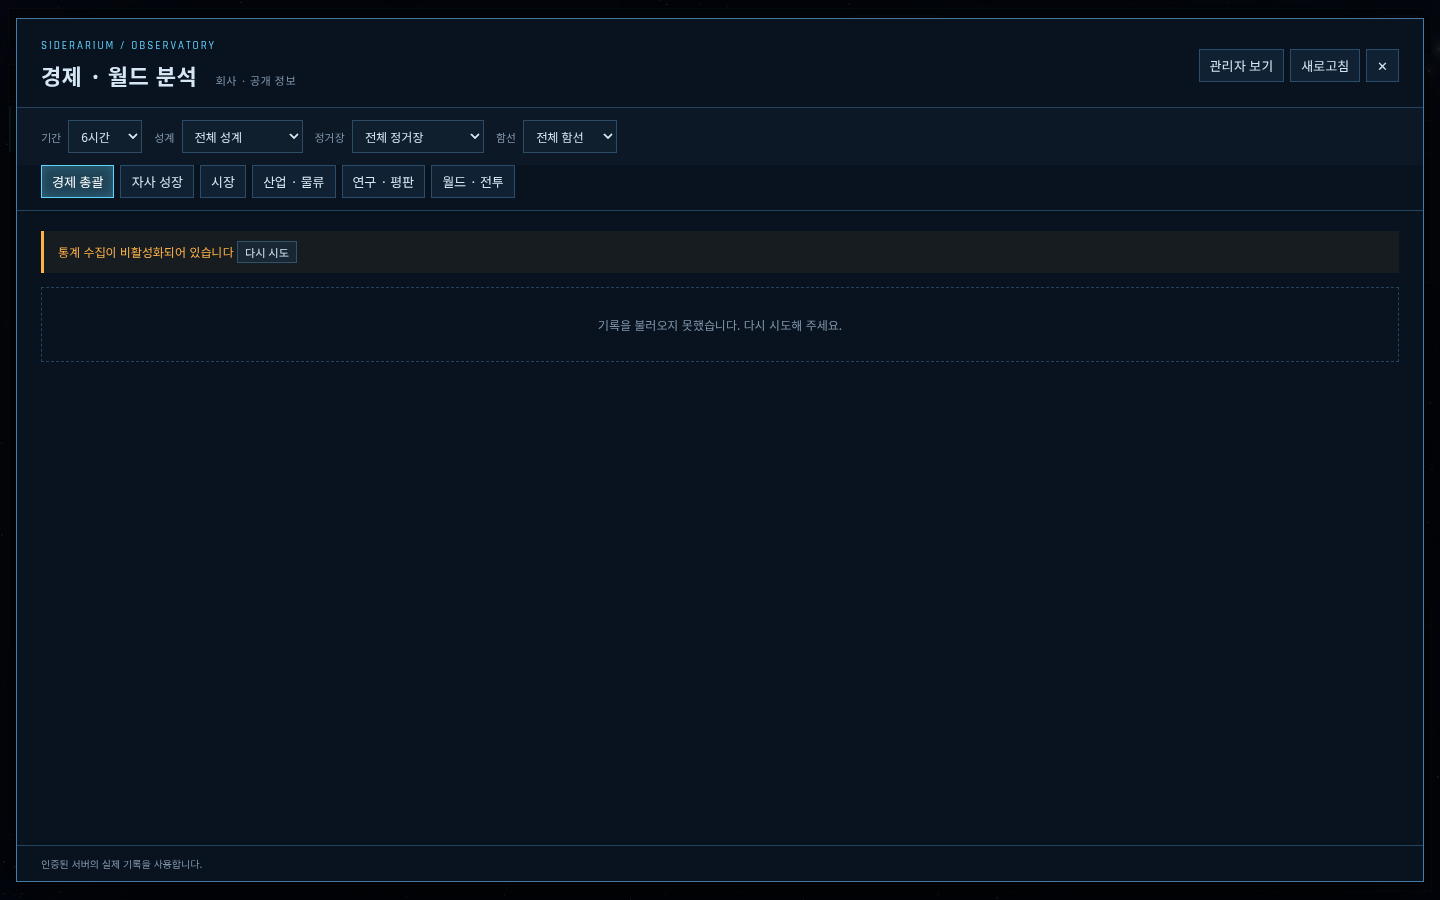 SIDERARIUM / OBSERVATORY
경제 · 월드 분석 회사 · 공개 정보
관리자 보기 새로고침 ✕
기간 6시간 성계 전체 성계 정거장 전체 정거장 함선 전체 함선
경제 총괄 자사 성장 시장 산업 · 물류 연구 · 평판 월드 · 전투
통계 수집이 비활성화되어 있습니다 다시 시도
기록을 불러오지 못했습니다. 다시 시도해 주세요.
인증된 서버의 실제 기록을 사용합니다.